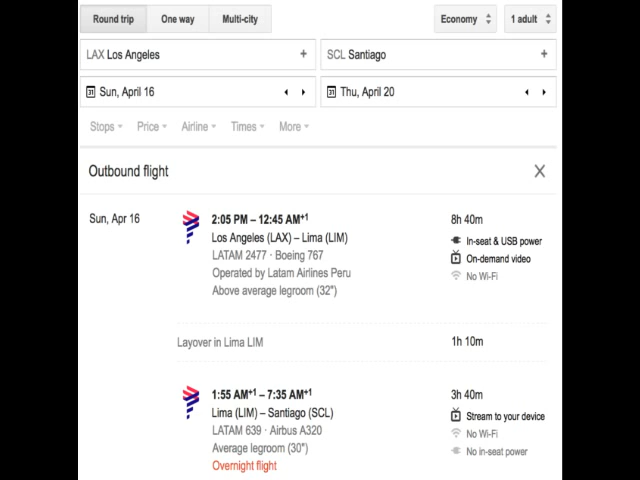 Round trip One way Multi-city Economy 1 adult
LAX Los Angeles + SCL Santiago +
31 Sun, April 16 31 Thu, April 20
Stops Price Airline Times More
Outbound flight X
Sun, Apr 16 2:05 PM – 12:45 AM+1 8h 40m
Los Angeles (LAX) – Lima (LIM) In-seat & USB power
LATAM 2477 · Boeing 767 On-demand video
Operated by Latam Airlines Peru No Wi-Fi
Above average legroom (32")
Layover in Lima LIM 1h 10m
1:55 AM+1 – 7:35 AM+1 3h 40m
Lima (LIM) – Santiago (SCL) Stream to your device
LATAM 639 · Airbus A320 No Wi-Fi
Average legroom (30") No in-seat power
Overnight flight